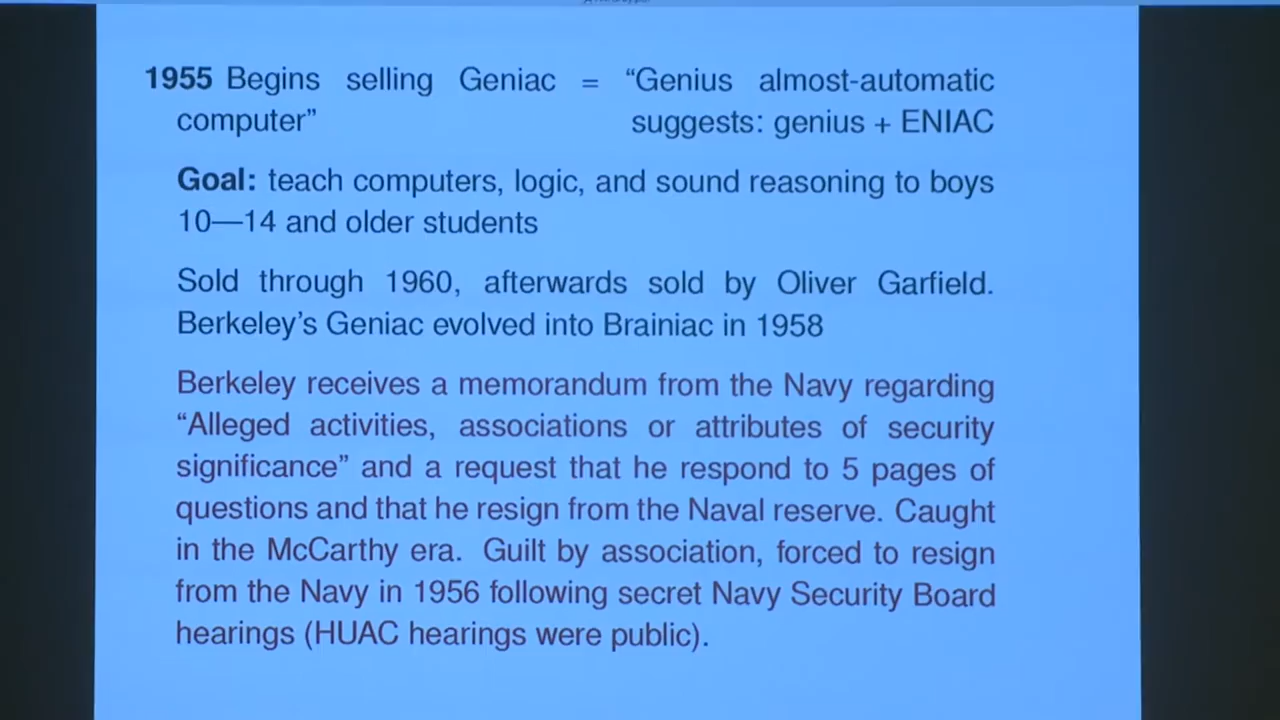 1955 Begins selling Geniac = “Genius almost-automatic
computer” suggests: genius + ENIAC
Goal: teach computers, logic, and sound reasoning to boys
10—14 and older students
Sold through 1960, afterwards sold by Oliver Garfield.
Berkeley’s Geniac evolved into Brainiac in 1958
Berkeley receives a memorandum from the Navy regarding
“Alleged activities, associations or attributes of security
significance” and a request that he respond to 5 pages of
questions and that he resign from the Naval reserve. Caught
in the McCarthy era. Guilt by association, forced to resign
from the Navy in 1956 following secret Navy Security Board
hearings (HUAC hearings were public).